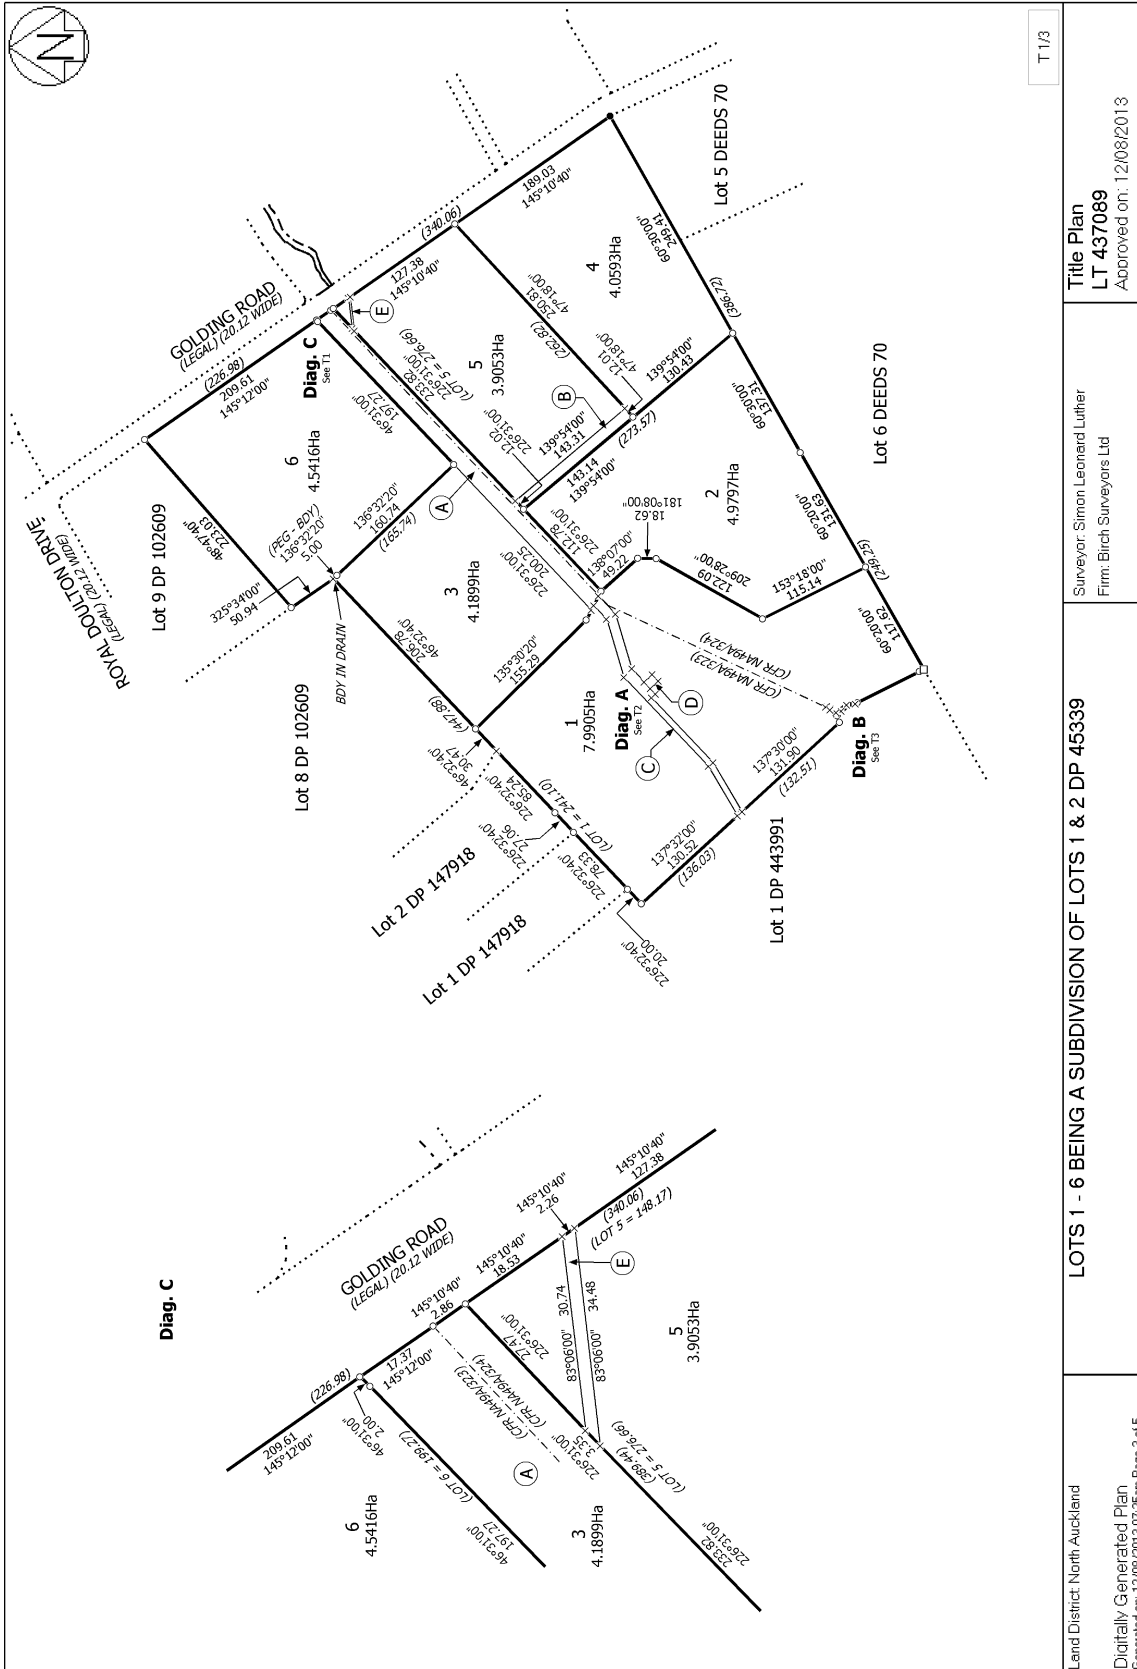 N
T 1/3
ROYAL DOULTON DRIVE
(LEGAL) (20.12 WIDE)
GOLDING ROAD
(LEGAL) (20.12 WIDE)
Lot 9 DP 102609
Lot 8 DP 102609
Lot 2 DP 147918
Lot 1 DP 147918
Lot 1 DP 443991
Lot 5 DEEDS 70
Lot 6 DEEDS 70
48°47'40"
223.03
(226.98)
209.61
145°12'00"
Diag. C
See T1
6
4.5416Ha
46°31'00"
197.27
(PEG - BDY)
136°32'20"
5.00
136°32'20"
160.74
(165.74)
325°34'00"
50.94
BDY IN DRAIN
3
4.1899Ha
226°31'00"
200.25
A
206.78
46°32'40"
(447.88)
135°30'20"
155.29
30.47
46°32'40"
226°32'40"
85.24
226°32'40"
27.06
(LOT 1 = 241.10)
226°32'40"
78.33
226°32'40"
20.00
1
7.9905Ha
Diag. A
See T2
C
D
137°32'00"
130.52
(136.03)
137°30'00"
131.90
(132.51)
Diag. B
See T3
(CFR NA49A/323)
(CFR NA49A/324)
226°31'00"
112.78
138°07'00"
49.22
18.62
181°08'00"
209°28'00"
122.09
153°18'00"
115.14
2
4.9797Ha
(249.25)
60°20'00"
117.62
60°20'00"
131.63
60°30'00"
137.31
(386.72)
60°30'00"
249.41
139°54'00"
130.43
(273.57)
143.14
139°54'00"
139°54'00"
143.31
B
226°31'00"
12.02
12.01
47°18'00"
47°18'00"
250.81
(262.82)
4
4.0593Ha
5
3.9053Ha
(LOT 5 = 276.66)
226°31'00"
233.82
E
127.38
145°10'40"
(340.06)
189.03
145°10'40"
Diag. C
GOLDING ROAD
(LEGAL) (20.12 WIDE)
209.61
145°12'00"
(226.98)
17.37
145°12'00"
145°10'40"
2.86
145°10'40"
18.53
145°10'40"
2.26
(340.06)
(LOT 5 = 148.17)
145°10'40"
127.38
46°31'00"
2.00
(LOT 6 = 199.27)
46°31'00"
197.27
6
4.5416Ha
A
3
4.1899Ha
(CFR NA49A/323)
(CFR NA49A/324)
226°31'00"
27.47
226°31'00"
3.35
83°06'00" 30.74
83°06'00" 34.48
E
5
3.9053Ha
(LOT 5 = 276.66)
(389.44)
233.82
226°31'00"
Land District: North Auckland
Digitally Generated Plan
LOTS 1 - 6 BEING A SUBDIVISION OF LOTS 1 & 2 DP 45339
Surveyor: Simon Leonard Luther
Firm: Birch Surveyors Ltd
Title Plan
LT 437089
Approved on: 12/08/2013